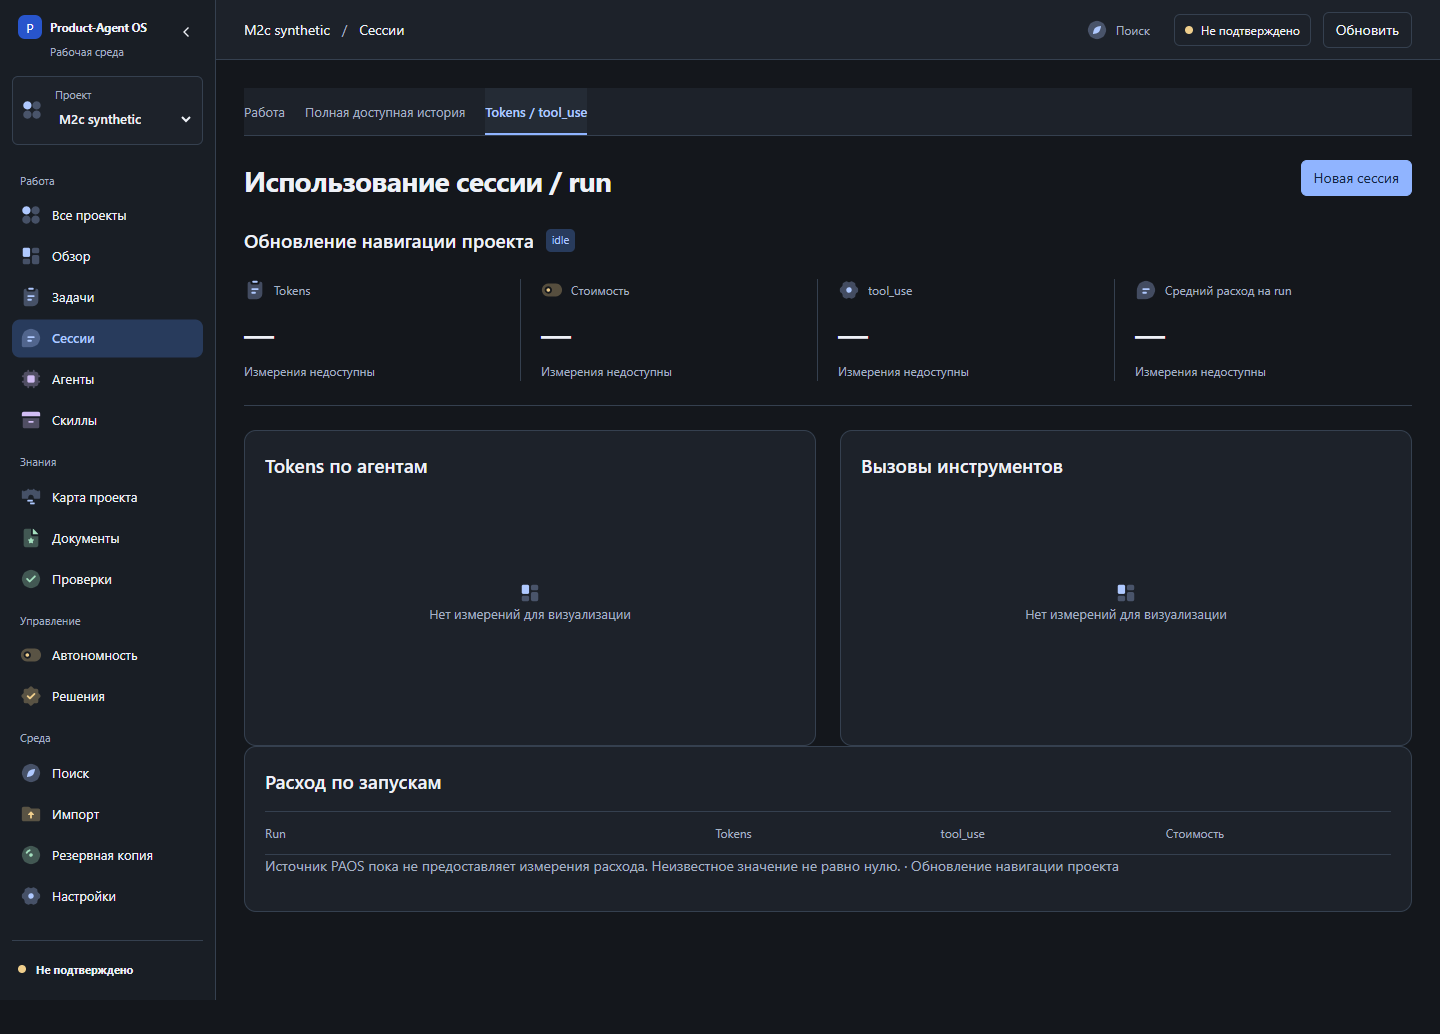 P
Product-Agent OS
Рабочая среда
Проект
M2c synthetic
Работа
Все проекты
Обзор
Задачи
Сессии
Агенты
Скиллы
Знания
Карта проекта
Документы
Проверки
Управление
Автономность
Решения
Среда
Поиск
Импорт
Резервная копия
Настройки
Не подтверждено
M2c synthetic / Сессии
Поиск
Не подтверждено
Обновить
Работа Полная доступная история Tokens / tool_use
Использование сессии / run
Новая сессия
Обновление навигации проекта idle
Tokens
—
Измерения недоступны
Стоимость
—
Измерения недоступны
tool_use
—
Измерения недоступны
Средний расход на run
—
Измерения недоступны
Tokens по агентам
Нет измерений для визуализации
Вызовы инструментов
Нет измерений для визуализации
Расход по запускам
Run Tokens tool_use Стоимость
Источник PAOS пока не предоставляет измерения расхода. Неизвестное значение не равно нулю. · Обновление навигации проекта